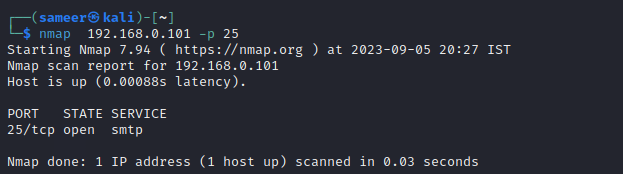 ┌──(sameer㉿kali)-[~]
└─$ nmap  192.168.0.101 -p 25
Starting Nmap 7.94 ( https://nmap.org ) at 2023-09-05 20:27 IST
Nmap scan report for 192.168.0.101
Host is up (0.00088s latency).
PORT   STATE SERVICE
25/tcp open  smtp
Nmap done: 1 IP address (1 host up) scanned in 0.03 seconds